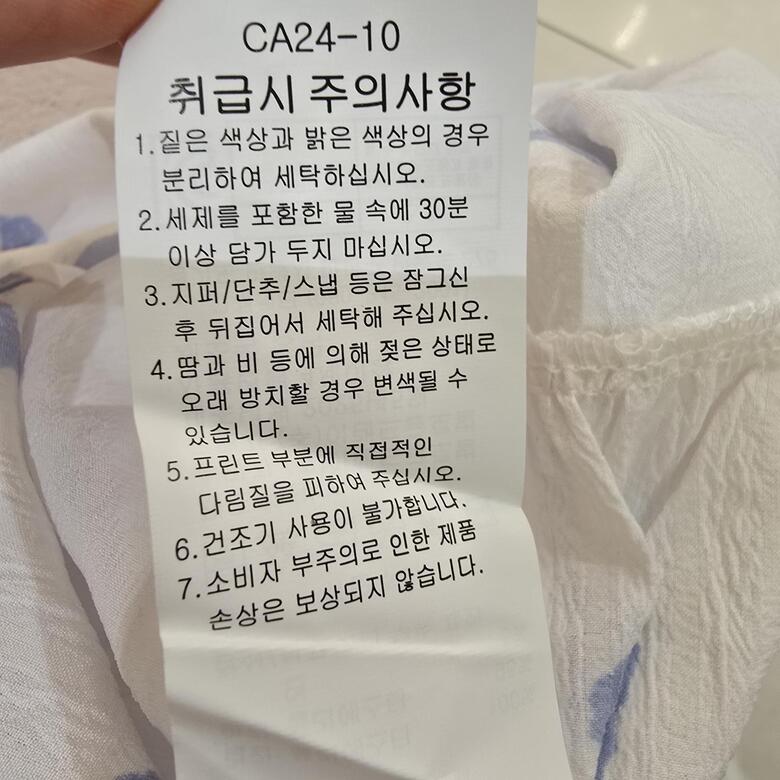 CA24-10
취급시 주의사항
1. 짙은 색상과 밝은 색상의 경우
분리하여 세탁하십시오.
2. 세제를 포함한 물 속에 30분
이상 담가 두지 마십시오.
3. 지퍼/단추/스냅 등은 잠그신
후 뒤집어서 세탁해 주십시오.
4. 땀과 비 등에 의해 젖은 상태로
오래 방치할 경우 변색될 수
있습니다.
5. 프린트 부분에 직접적인
다림질을 피하여 주십시오.
6. 건조기 사용이 불가합니다.
7. 소비자 부주의로 인한 제품
손상은 보상되지 않습니다.